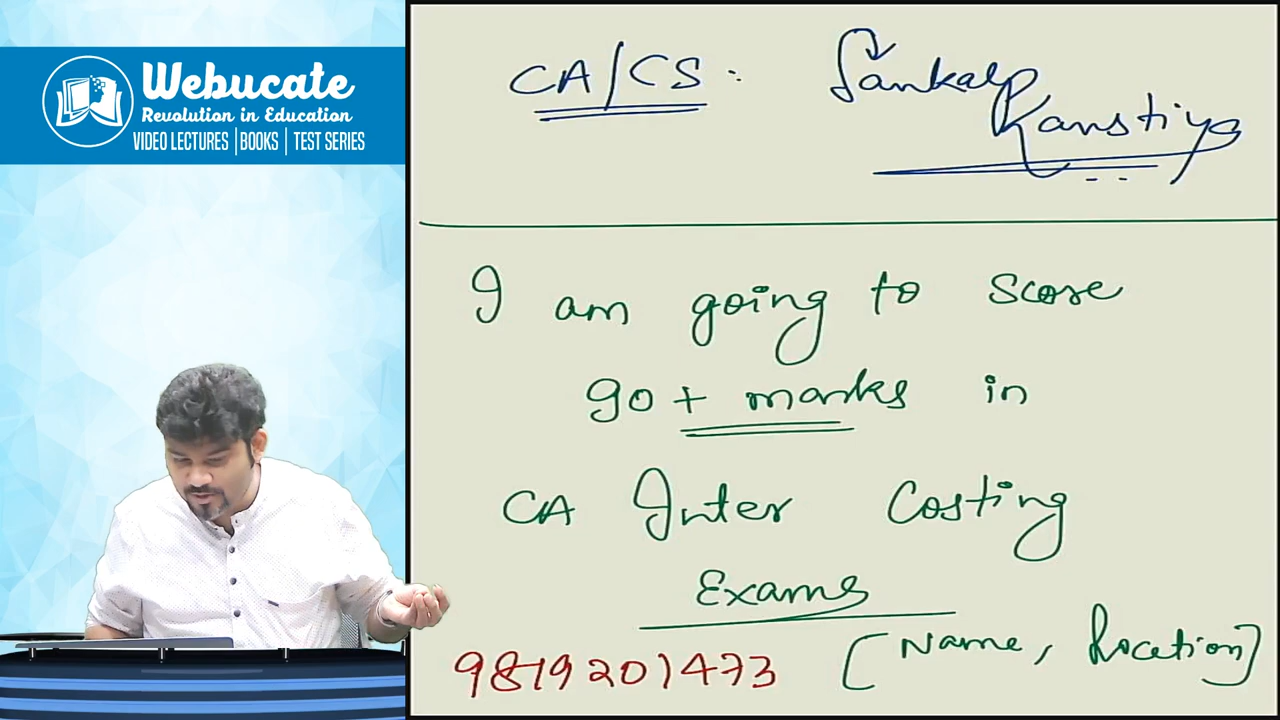 Webucate
Revolution in Education
VIDEO LECTURES | BOOKS | TEST SERIES
CA/CS: Sankalp
Kanstiya
I am going to score
90+ marks in
CA Inter Costing
Exams
9819201473 [Name, Location]